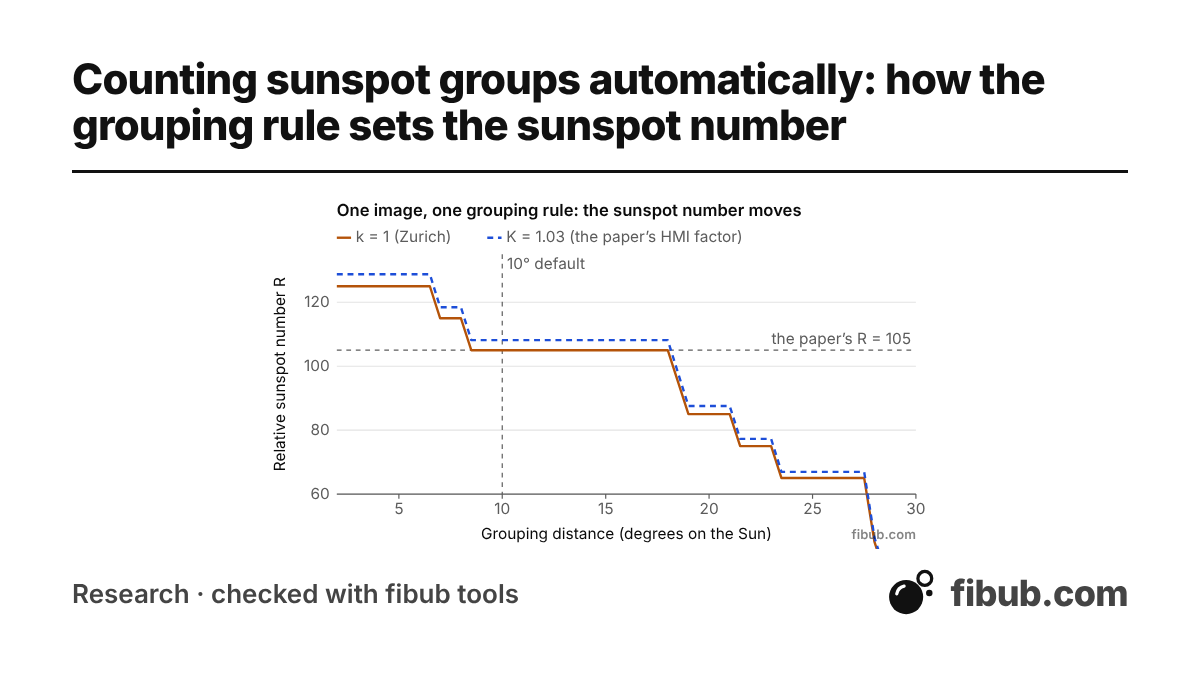 Counting sunspot groups automatically: how the
grouping rule sets the sunspot number
One image, one grouping rule: the sunspot number moves
k = 1 (Zurich)
K = 1.03 (the paper’s HMI factor)
10° default
Relative sunspot number R
120
the paper’s R = 105
100
80
60
5
10
15
20
25
30
Grouping distance (degrees on the Sun)
fibub.com
Research · checked with fibub tools
fibub.com